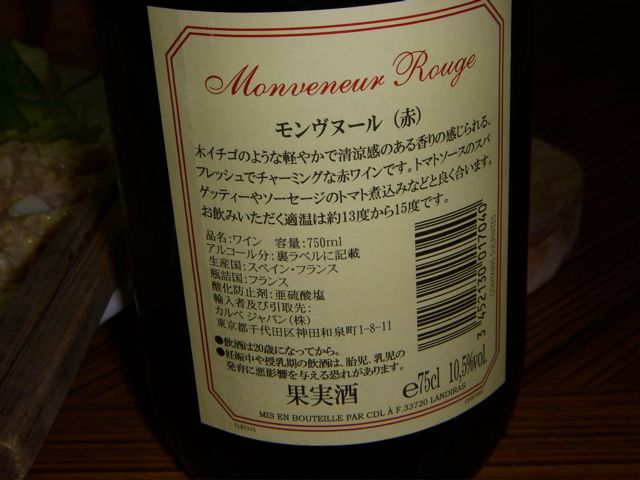 Monveneur Rouge
モンヴヌール（赤）
木イチゴのような軽やかで清涼感のある香りの感じられる、
フレッシュでチャーミングな赤ワインです。トマトソースのスパ
ゲッティーやソーセージのトマト煮込みなどと良く合います。
お飲みいただく適温は約13度から15度です。
品名:ワイン　容量:750ml
アルコール分:裏ラベルに記載
生産国:スペイン・フランス
瓶詰国:フランス
酸化防止剤:亜硫酸塩
輸入者及び引取先:
カルペ ジャパン(株)
東京都千代田区神田和泉町1-8-11
●飲酒は20歳になってから。
●妊娠中や授乳期の飲酒は、胎児、乳児の
発育に悪影響を与える恐れがあります。
果実酒
℮75cl 10,5%vol.
MIS EN BOUTEILLE PAR CDL À F.33720 LANDIRAS
3 452130 017040
CONTAINS SULPHITES